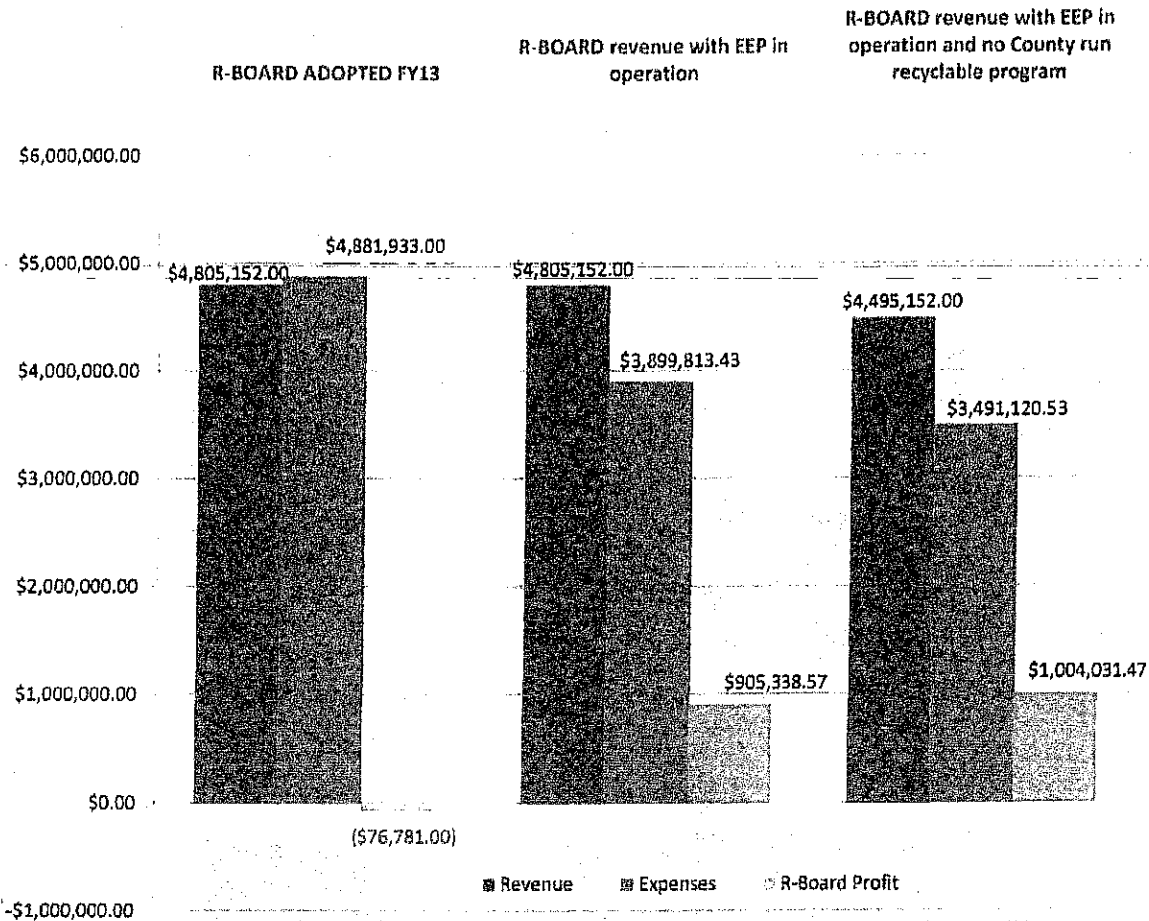 R-BOARD ADOPTED FY13
R-BOARD revenue with EEP in
operation
R-BOARD revenue with EEP in
operation and no County run
recyclable program
$6,000,000.00
$5,000,000.00
$4,000,000.00
$3,000,000.00
$2,000,000.00
$1,000,000.00
$0.00
-$1,000,000.00
$4,805,152.00
$4,881,933.00
($76,781.00)
$4,805,152.00
$3,899,813.43
$905,338.57
$4,495,152.00
$3,491,120.53
$1,004,031.47
Revenue
Expenses
R-Board Profit